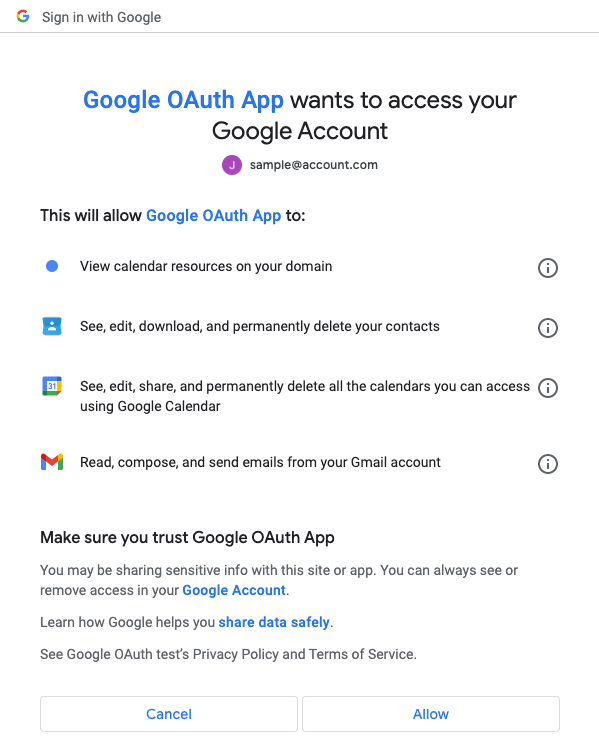 Sign in with Google
Google OAuth App wants to access your
Google Account
J sample@account.com
This will allow Google OAuth App to:
View calendar resources on your domain
See, edit, download, and permanently delete your contacts
31 See, edit, share, and permanently delete all the calendars you can access
using Google Calendar
Read, compose, and send emails from your Gmail account
Make sure you trust Google OAuth App
You may be sharing sensitive info with this site or app. You can always see or
remove access in your Google Account.
Learn how Google helps you share data safely.
See Google OAuth test's Privacy Policy and Terms of Service.
Cancel Allow